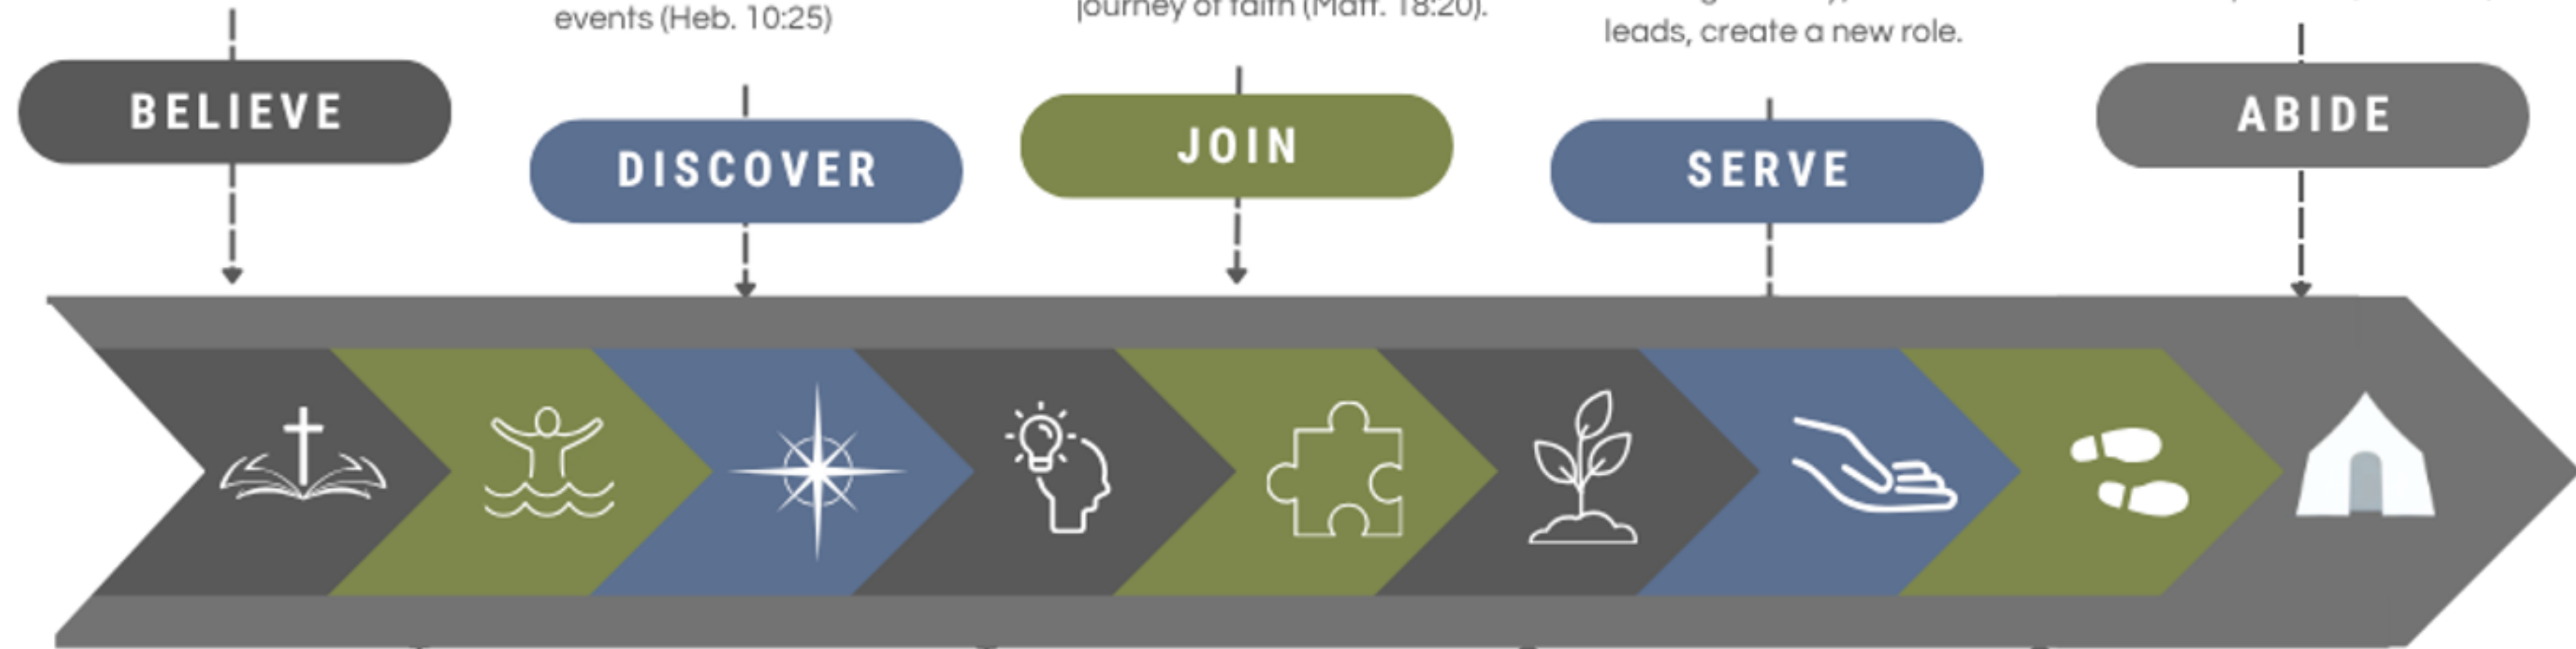 events (Heb. 10:25)
journey of faith (Matt. 18:20).
leads, create a new role.
BELIEVE
DISCOVER
JOIN
SERVE
ABIDE